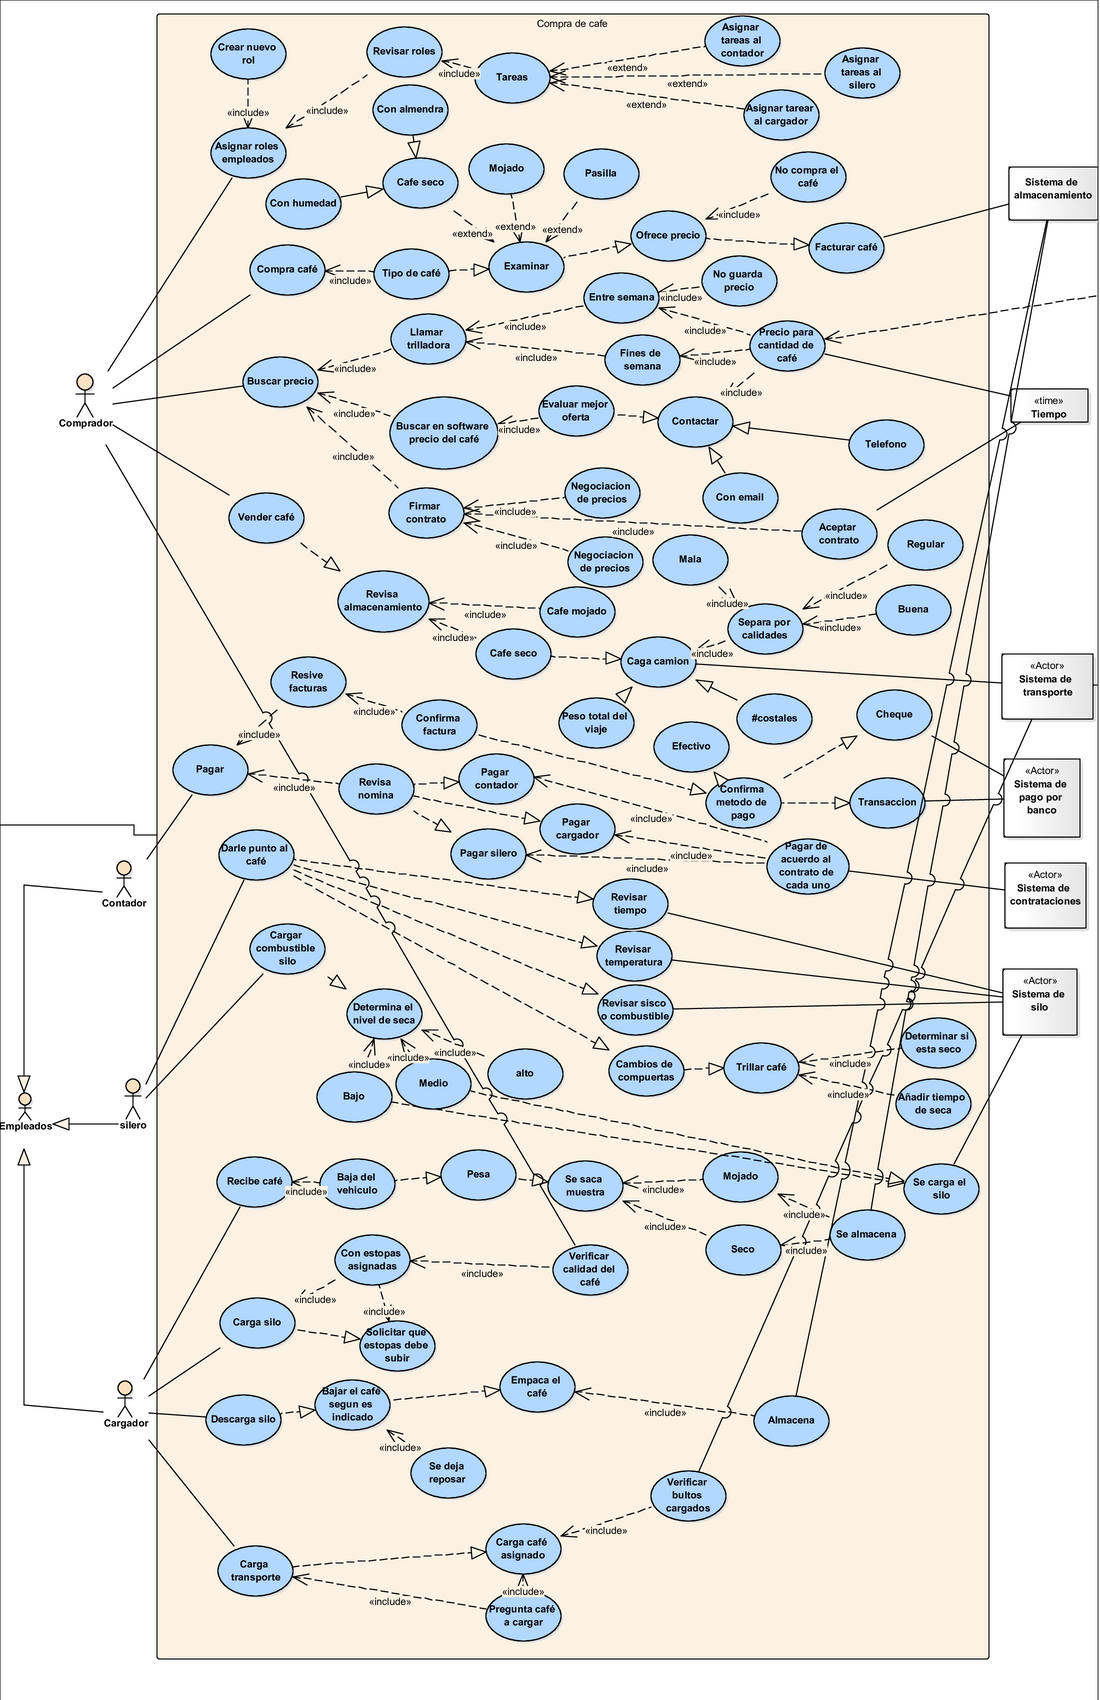 Compra de cafe
Crear nuevo
rol
Revisar roles
«include»
Tareas
Asignar
tareas al
contador
«extend»
Asignar
tareas al
silero
«extend»
Asignar tarear
al cargador
«extend»
«include»
«include»
Asignar roles
empleados
Con almendra
Cafe seco
Con humedad
Mojado
Pasilla
«extend»
«extend»
«extend»
No compra el
café
«include»
Ofrece precio
Facturar café
Sistema de
almacenamiento
Compra café
«include»
Tipo de café
Examinar
Entre semana
«include»
No guarda
precio
Llamar
trilladora
«include»
«include»
Precio para
cantidad de
café
Fines de
semana
«include»
«include»
«include»
Buscar precio
«include»
Buscar en software
precio del café
«include»
Evaluar mejor
oferta
Contactar
Telefono
Con email
«time»
Tiempo
Comprador
«include»
Firmar
contrato
Negociacion
de precios
«include»
«include»
Aceptar
contrato
«include»
Negociacion
de precios
Vender café
Mala
Regular
Buena
«include»
«include»
Separa por
calidades
Revisa
almacenamiento
«include»
Cafe mojado
«include»
Cafe seco
Caga camion
«include»
Peso total del
viaje
#costales
«Actor»
Sistema de
transporte
Resive
facturas
«include»
Confirma
factura
«include»
Pagar
«include»
Revisa
nomina
Pagar
contador
Efectivo
Cheque
Confirma
metodo de
pago
Transaccion
«Actor»
Sistema de
pago por
banco
Pagar
cargador
«include»
Pagar silero
«include»
«include»
Pagar de
acuerdo al
contrato de
cada uno
«Actor»
Sistema de
contrataciones
Contador
Darle punto al
café
Revisar
tiempo
Revisar
temperatura
Revisar sisco
o combustible
Cambios de
compuertas
Trillar café
«include»
Determinar si
esta seco
«include»
Añadir tiempo
de seca
«Actor»
Sistema de
silo
Cargar
combustible
silo
Determina el
nivel de seca
«include»
«include»
«include»
Bajo
Medio
alto
Empleados
silero
Se carga el
silo
Recibe café
«include»
Baja del
vehiculo
Pesa
Se saca
muestra
«include»
Mojado
«include»
Seco
«include»
«include»
Se almacena
Con estopas
asignadas
«include»
Verificar
calidad del
café
«include»
«include»
Carga silo
Solicitar que
estopas debe
subir
Cargador
Descarga silo
Bajar el café
segun es
indicado
Empaca el
café
«include»
Almacena
«include»
Se deja
reposar
Verificar
bultos
cargados
«include»
Carga café
asignado
Carga
transporte
«include»
«include»
Pregunta café
a cargar